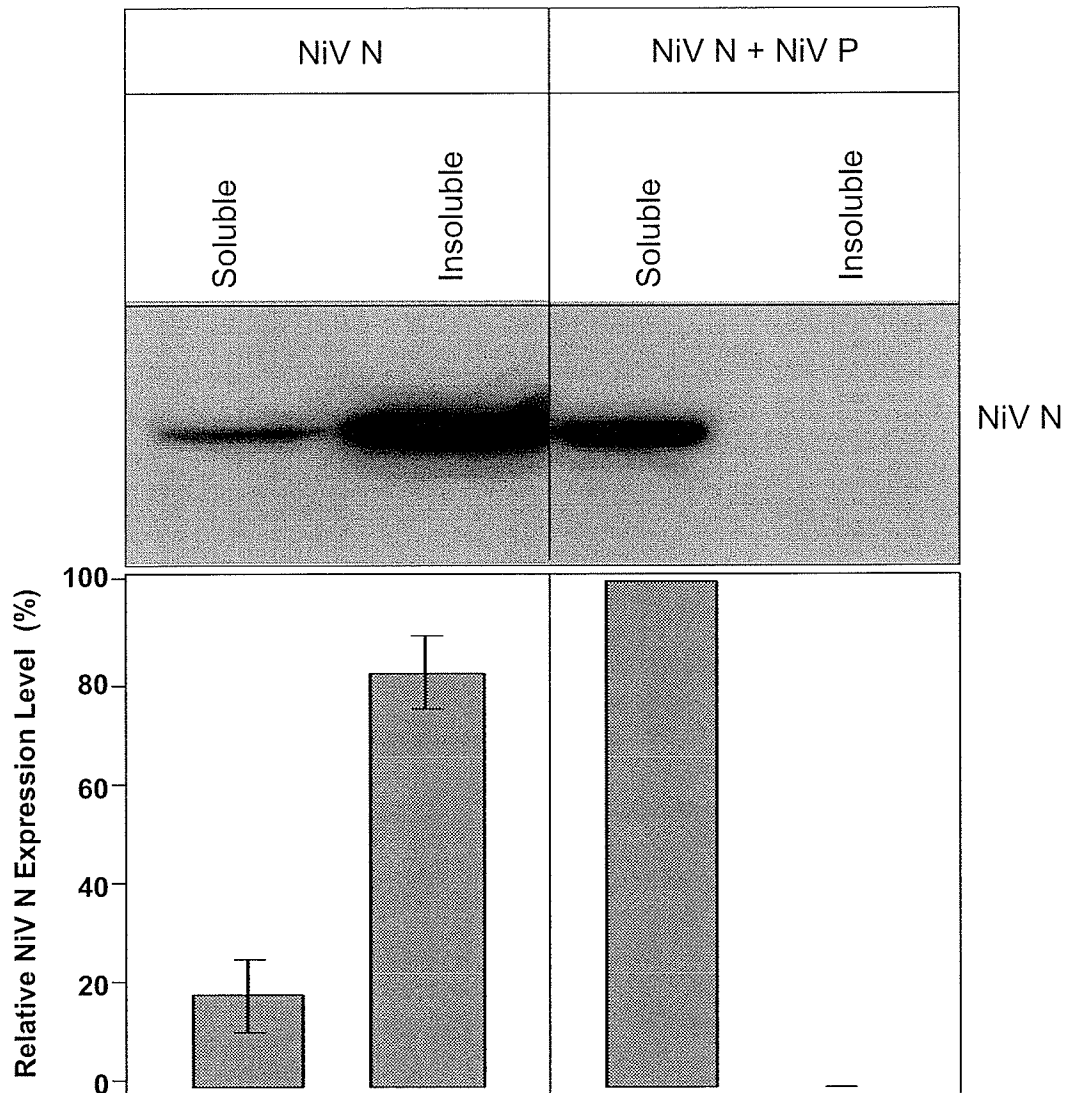 NiV N
NiV N + NiV P
Soluble
Insoluble
Soluble
Insoluble
NiV N
Relative NiV N Expression Level (%)
100
80
60
40
20
0